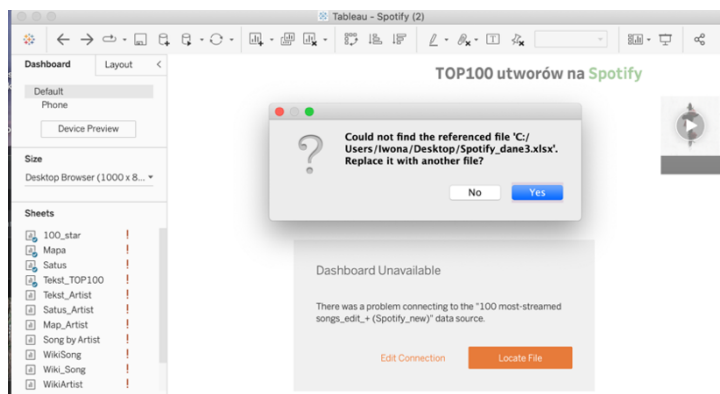 Tableau - Spotify (2)
Dashboard
Layout
Default
Phone
Device Preview
Size
Desktop Browser (1000 x 8...
Sheets
100_star
Mapa
Satus
Tekst_TOP100
Tekst_Artist
Satus_Artist
Map_Artist
Song by Artist
WikiSong
Wiki_Song
WikiArtist
TOP100 utworów na Spotify
Could not find the referenced file 'C:/
Users/Iwona/Desktop/Spotify_dane3.xlsx'.
Replace it with another file?
No
Yes
Dashboard Unavailable
There was a problem connecting to the "100 most-streamed
songs_edit_+ (Spotify_new)" data source.
Edit Connection
Locate File